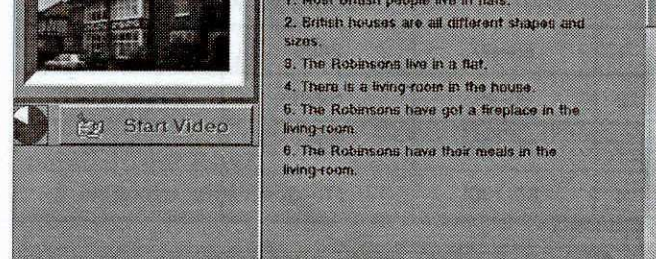 1. Most British people live in flats.
2. British houses are all different shapes and
sizes.
3. The Robinsons live in a flat.
4. There is a living-room in the house.
5. The Robinsons have got a fireplace in the
living-room.
6. The Robinsons have their meals in the
living-room.
Start Video